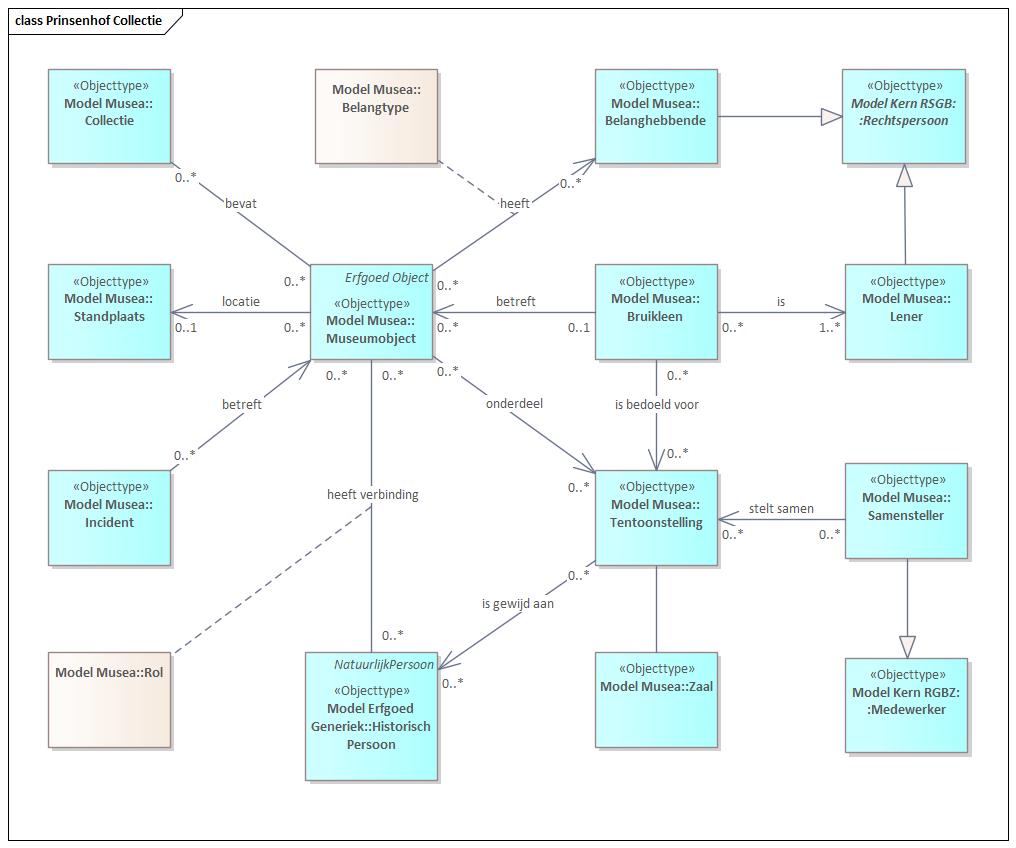 class Prinsenhof Collectie
«Objecttype»
Model Musea::
Collectie
Model Musea::
Belangtype
«Objecttype»
Model Musea::
Belanghebbende
«Objecttype»
Model Kern RSGB:
:Rechtspersoon
0..*
0..*
bevat
heeft
0..*
0..*
Erfgoed Object
«Objecttype»
Model Musea::
Museumobject
«Objecttype»
Model Musea::
Standplaats
locatie
0..1
0..*
betreft
0..*
0..1
«Objecttype»
Model Musea::
Bruikleen
is
0..*
1..*
«Objecttype»
Model Musea::
Lener
0..*
0..*
0..*
0..*
betreft
onderdeel
is bedoeld voor
0..*
0..*
0..*
«Objecttype»
Model Musea::
Incident
heeft verbinding
«Objecttype»
Model Musea::
Tentoonstelling
stelt samen
0..*
0..*
«Objecttype»
Model Musea::
Samensteller
0..*
is gewijd aan
0..*
0..*
Model Musea::Rol
NatuurlijkPersoon
«Objecttype»
Model Erfgoed
Generiek::Historisch
Persoon
«Objecttype»
Model Musea::Zaal
«Objecttype»
Model Kern RGBZ:
:Medewerker